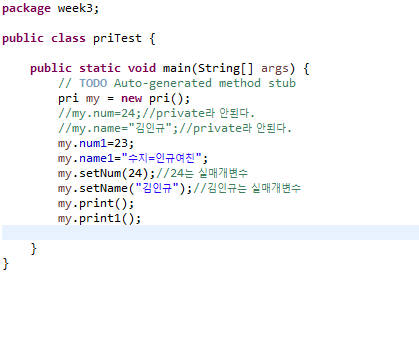 package week3;
public class priTest {
public static void main(String[] args) {
// TODO Auto-generated method stub
pri my = new pri();
//my.num=24;//private라 안된다.
//my.name="김인규";//private라 안된다.
my.num1=23;
my.name1="수지=인규여친";
my.setNum(24);//24는 실매개변수
my.setName("김인규");//김인규는 실매개변수
my.print();
my.print1();
}
}